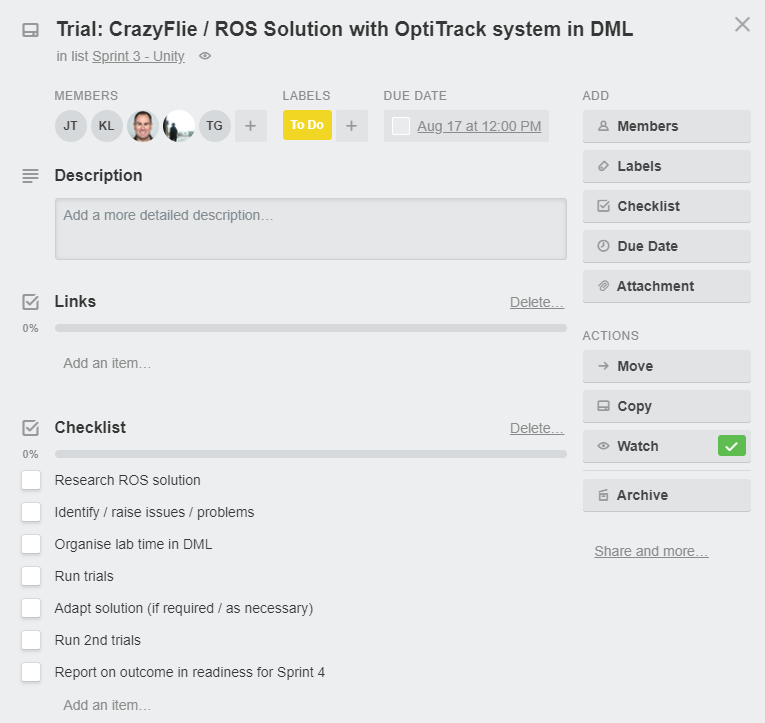 Trial: CrazyFlie / ROS Solution with OptiTrack system in DML
in list Sprint 3 - Unity
MEMBERS
JT KL TG +
LABELS
To Do +
DUE DATE
Aug 17 at 12:00 PM
Description
Add a more detailed description…
Links
Delete…
0%
Add an item…
Checklist
Delete…
0%
Research ROS solution
Identify / raise issues / problems
Organise lab time in DML
Run trials
Adapt solution (if required / as necessary)
Run 2nd trials
Report on outcome in readiness for Sprint 4
Add an item…
ADD
Members
Labels
Checklist
Due Date
Attachment
ACTIONS
Move
Copy
Watch
Archive
Share and more…